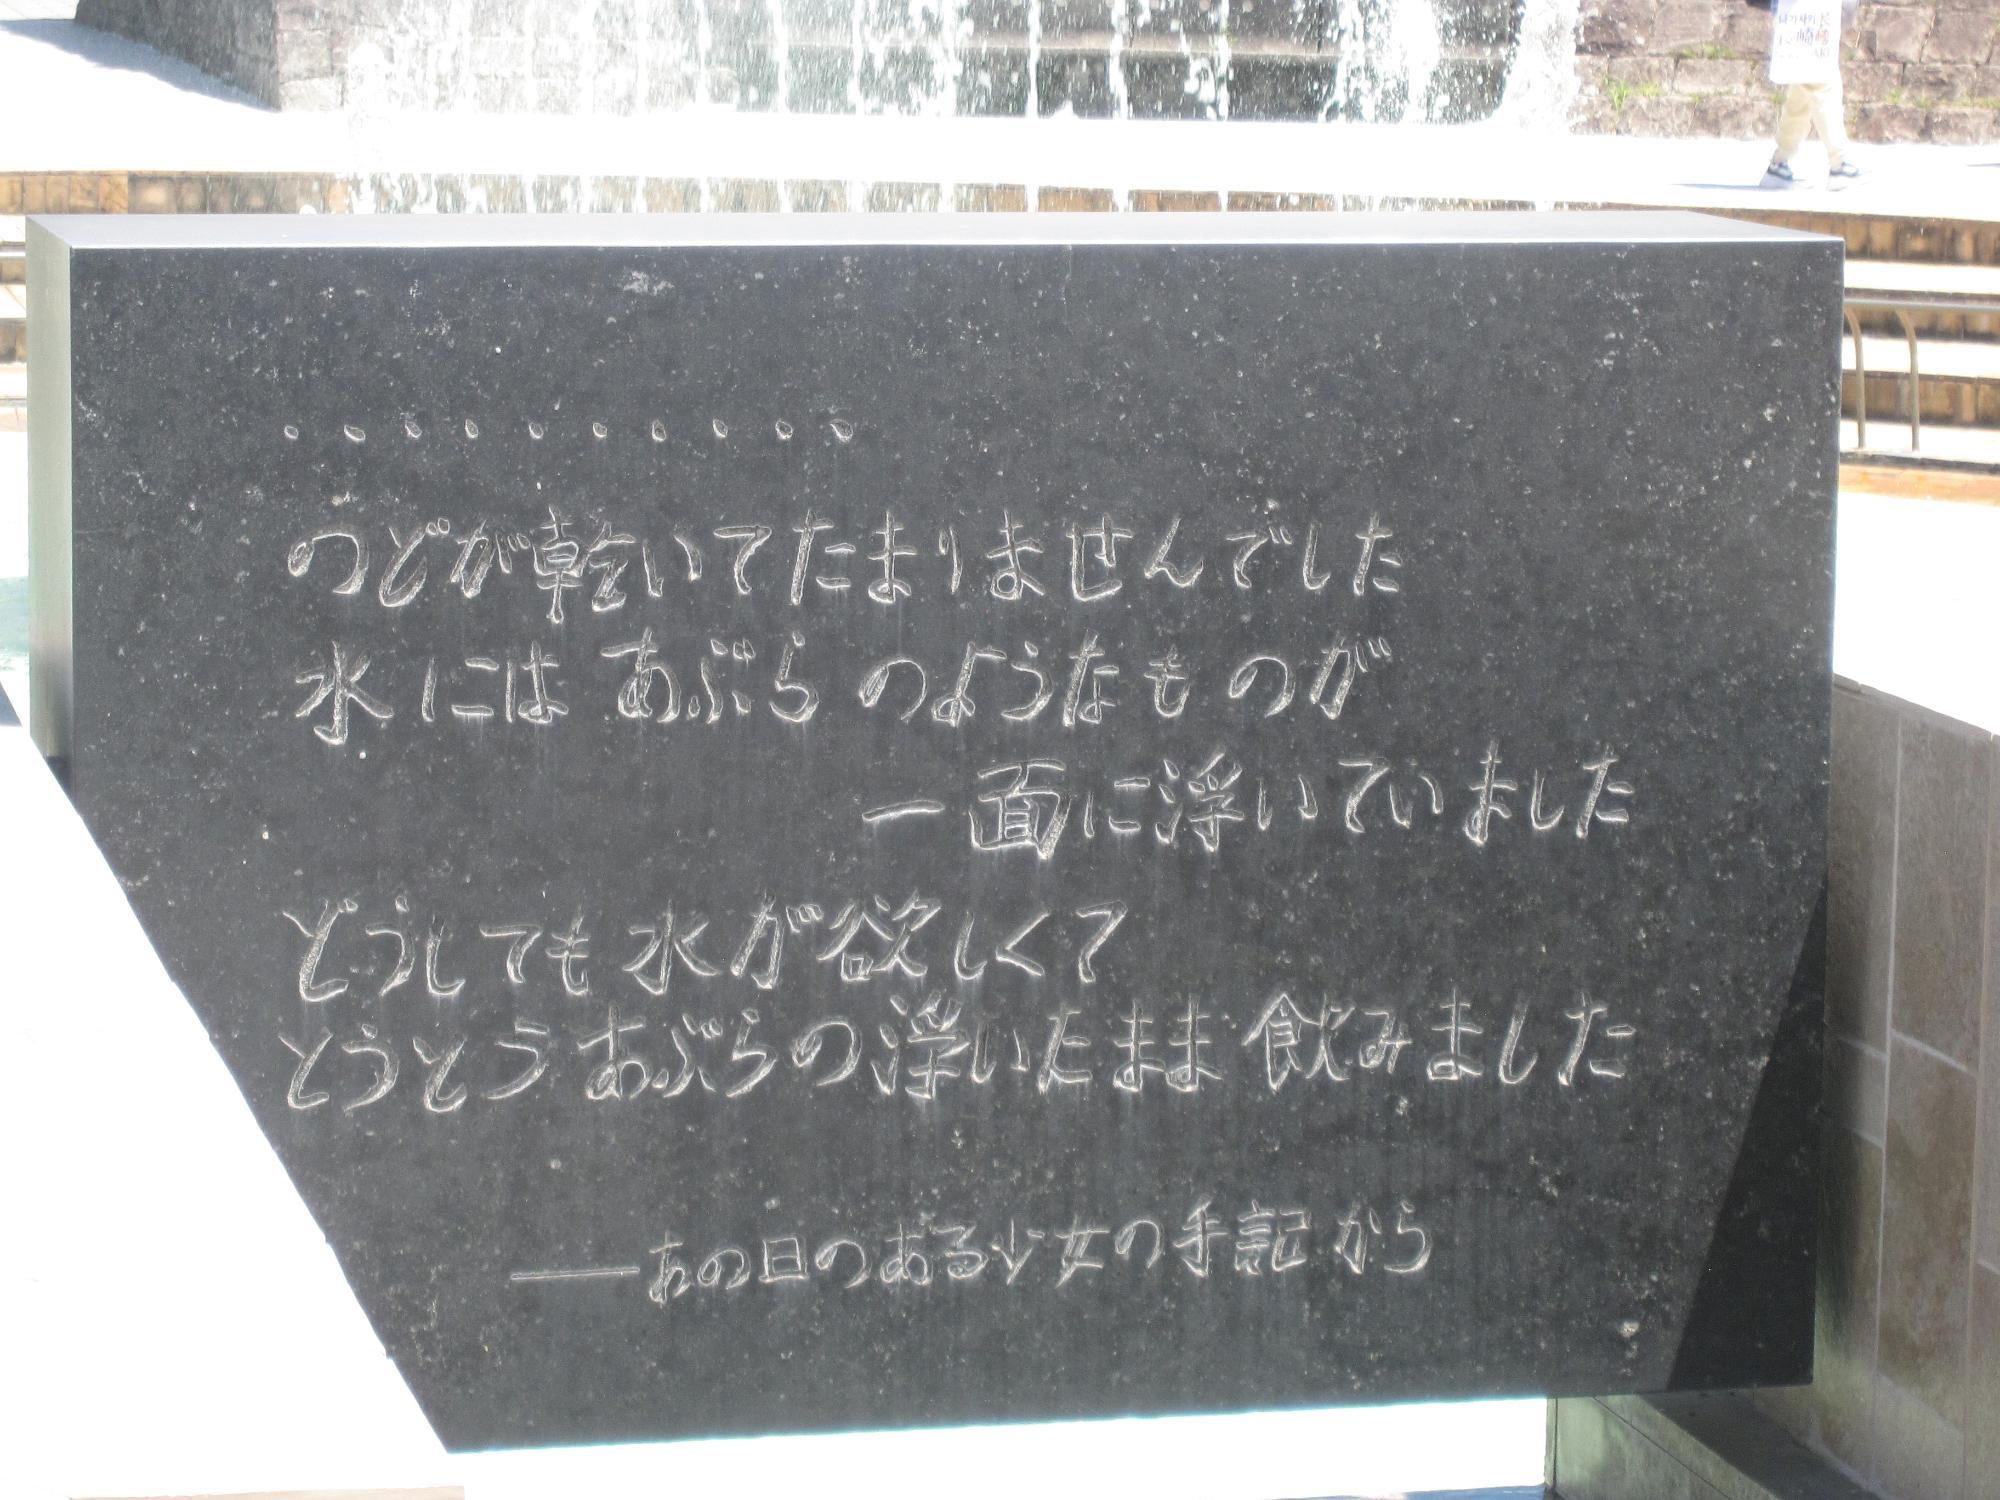 ・・・・・・・・・・
のどが乾いてたまりませんでした
水にはあぶらのようなものが
一面に浮いていました
どうしても水が欲しくて
とうとうあぶらの浮いたまま飲みました
――あの日のある少女の手記から